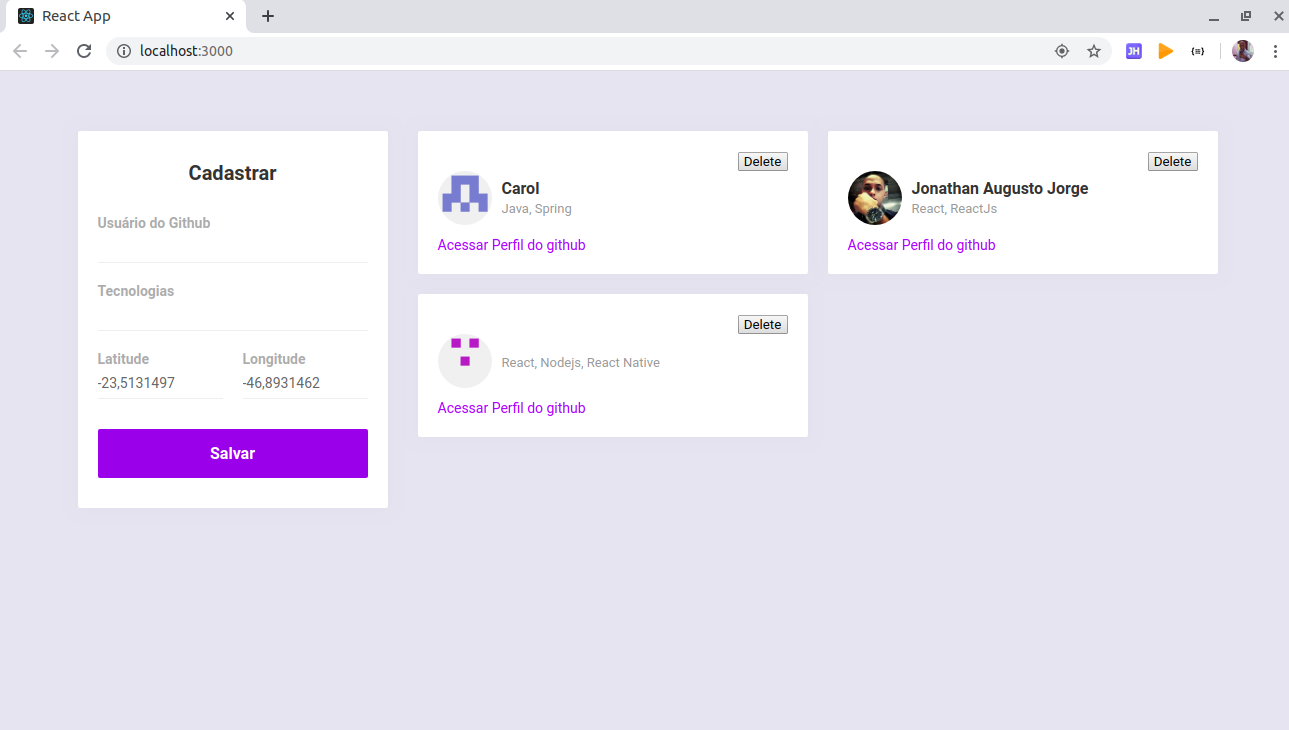 React App
localhost:3000
JH
{=}
Cadastrar
Usuário do Github
Tecnologias
Latitude Longitude
-23,5131497 -46,8931462
Salvar
Delete
Carol
Java, Spring
Acessar Perfil do github
Delete
Jonathan Augusto Jorge
React, ReactJs
Acessar Perfil do github
Delete
React, Nodejs, React Native
Acessar Perfil do github